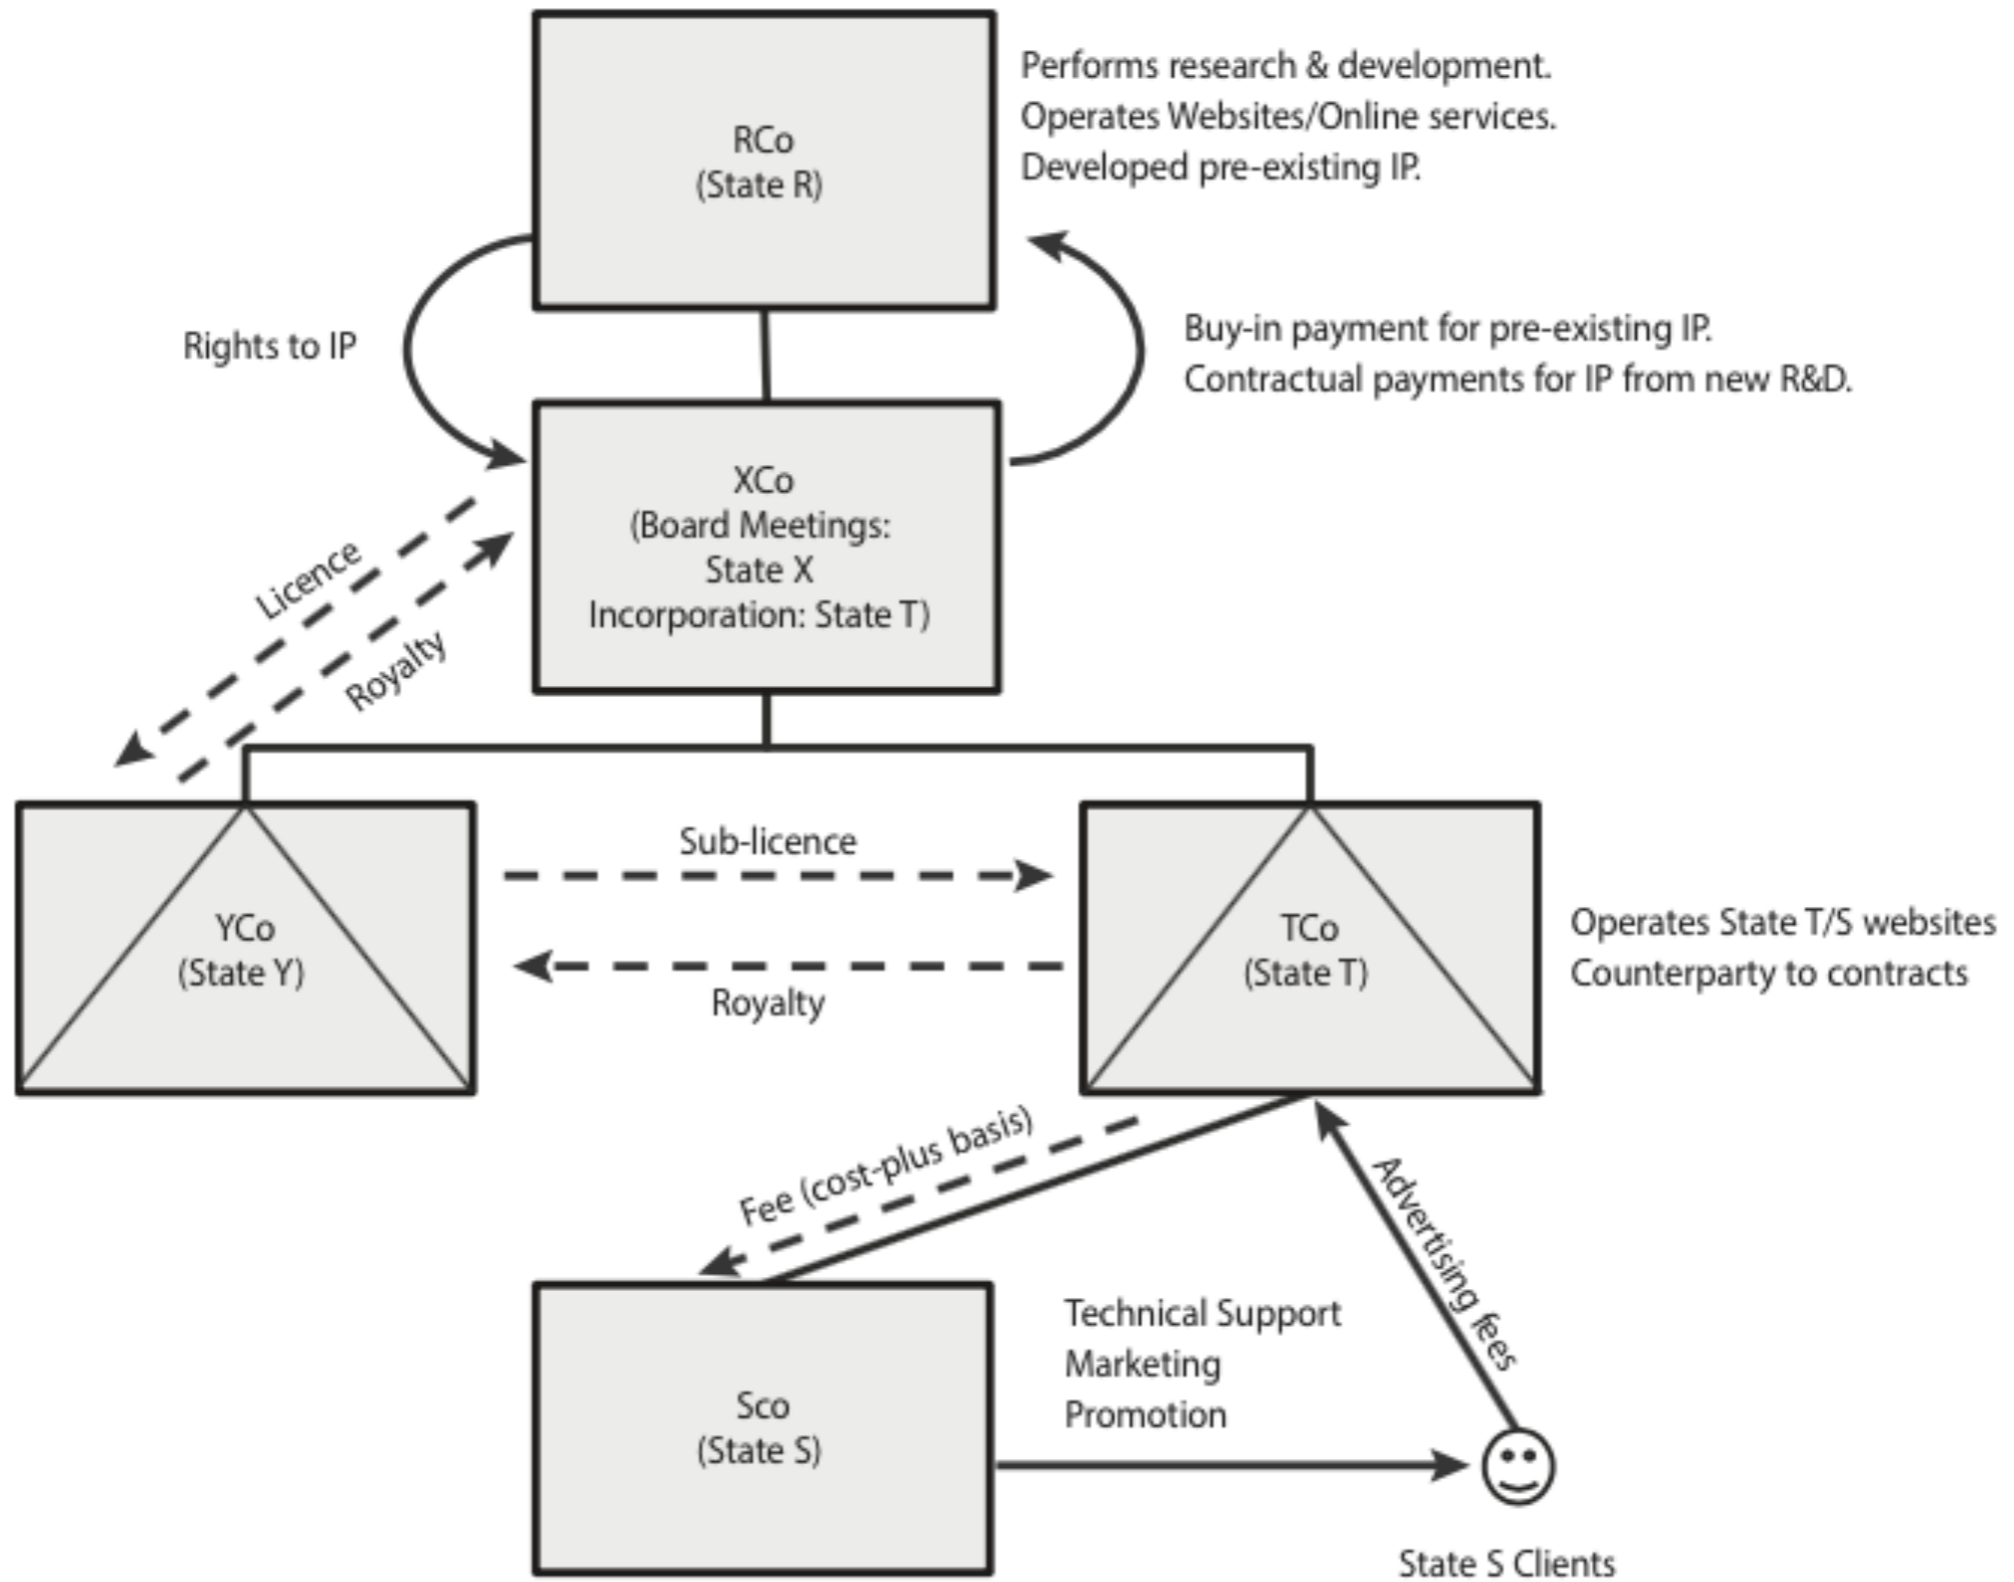 RCo
(State R)
Performs research & development.
Operates Websites/Online services.
Developed pre-existing IP.
Rights to IP
Buy-in payment for pre-existing IP.
Contractual payments for IP from new R&D.
XCo
(Board Meetings:
State X
Incorporation: State T)
Licence
Royalty
YCo
(State Y)
Sub-licence
Royalty
TCo
(State T)
Operates State T/S websites
Counterparty to contracts
Fee (cost-plus basis)
Advertising fees
Sco
(State S)
Technical Support
Marketing
Promotion
State S Clients